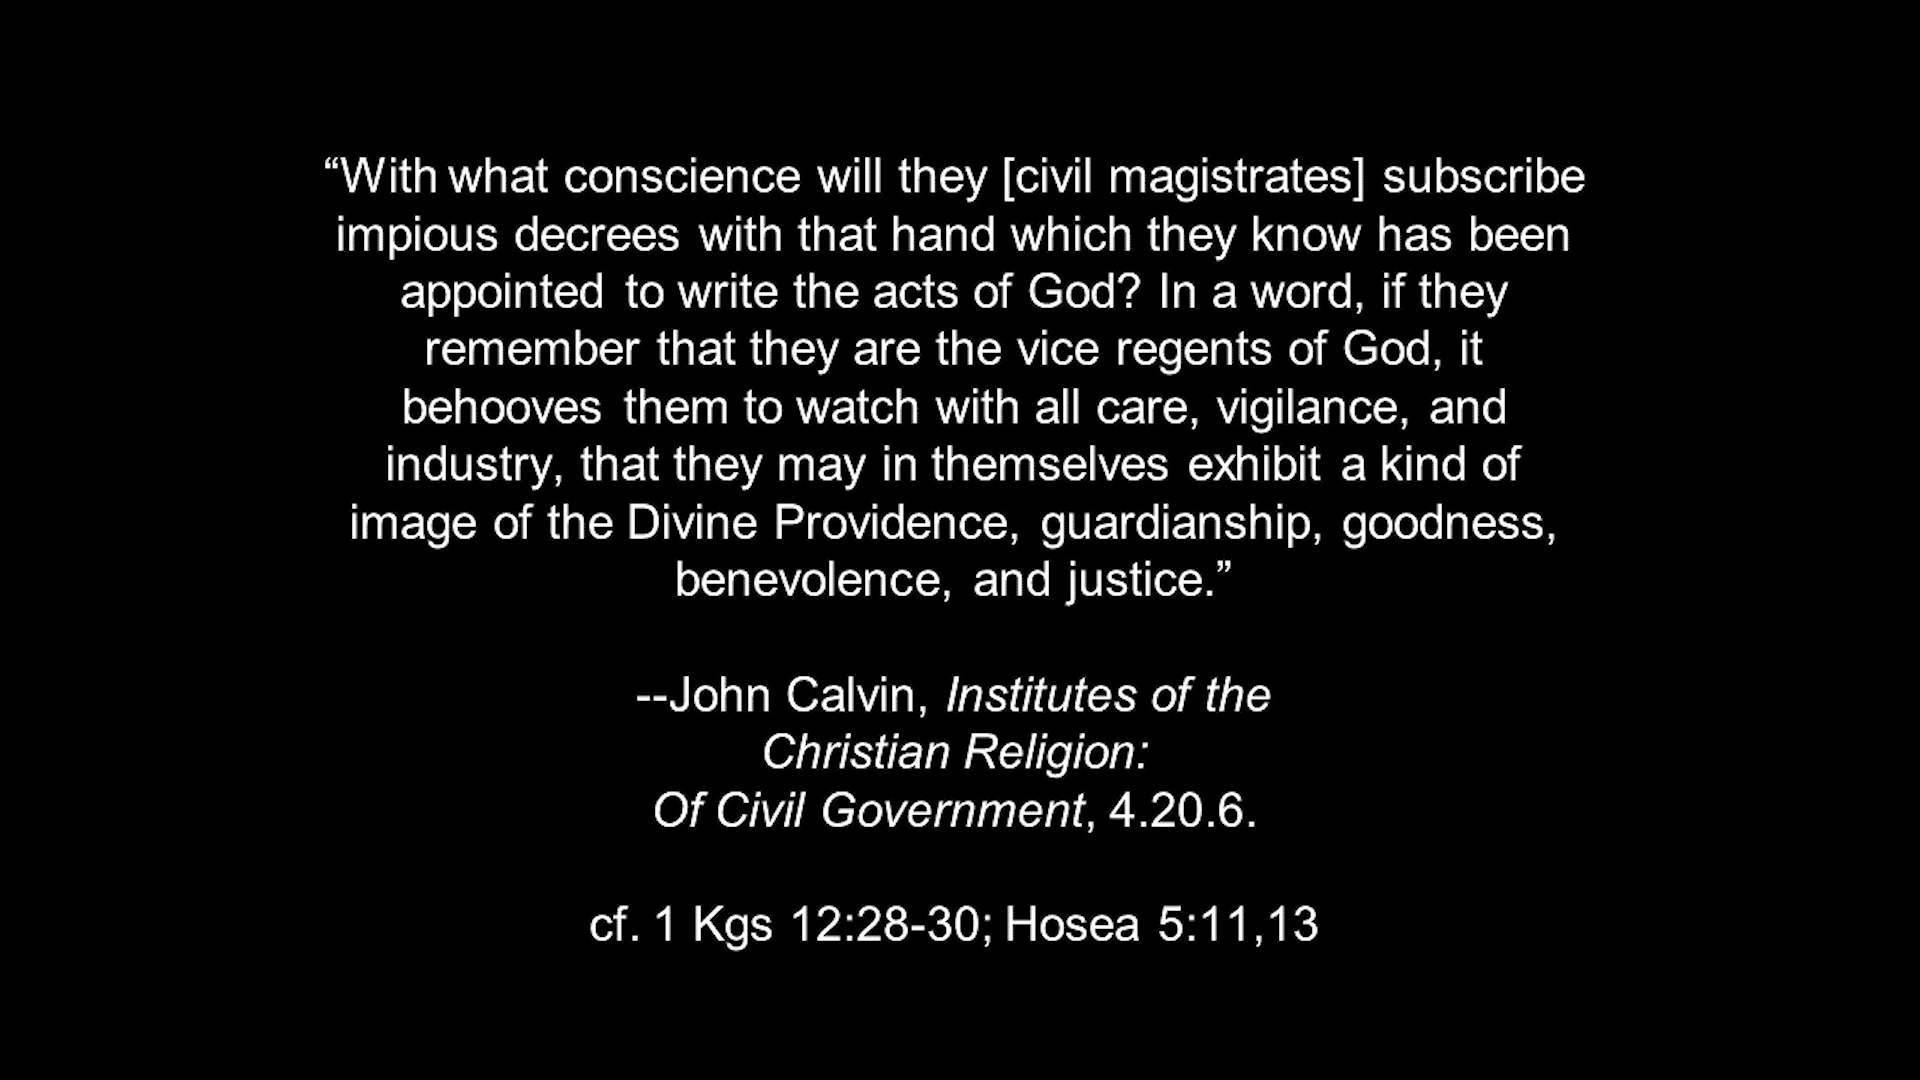 “With what conscience will they [civil magistrates] subscribe
impious decrees with that hand which they know has been
appointed to write the acts of God? In a word, if they
remember that they are the vice regents of God, it
behooves them to watch with all care, vigilance, and
industry, that they may in themselves exhibit a kind of
image of the Divine Providence, guardianship, goodness,
benevolence, and justice.”
--John Calvin, Institutes of the
Christian Religion:
Of Civil Government, 4.20.6.
cf. 1 Kgs 12:28-30; Hosea 5:11,13